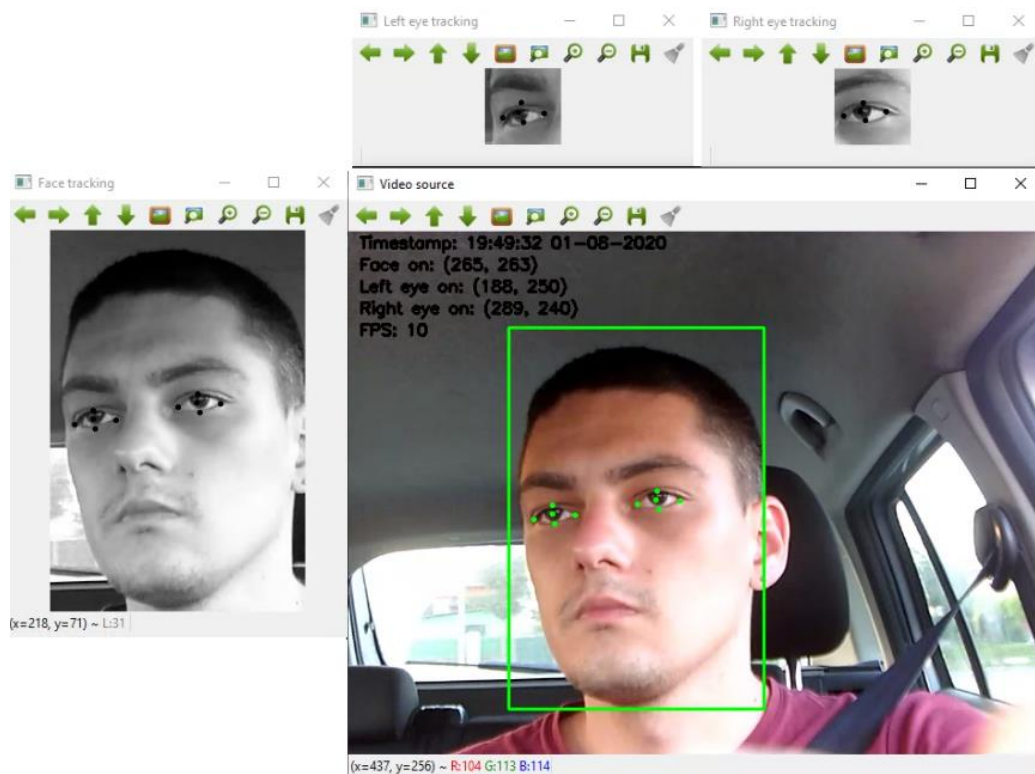 Left eye tracking
Right eye tracking
Face tracking
Video source
Timestamp: 19:49:32 01-08-2020
Face on: (265, 263)
Left eye on: (188, 250)
Right eye on: (289, 240)
FPS: 10
(x=218, y=71) ~ L:31
(x=437, y=256) ~ R:104 G:113 B:114